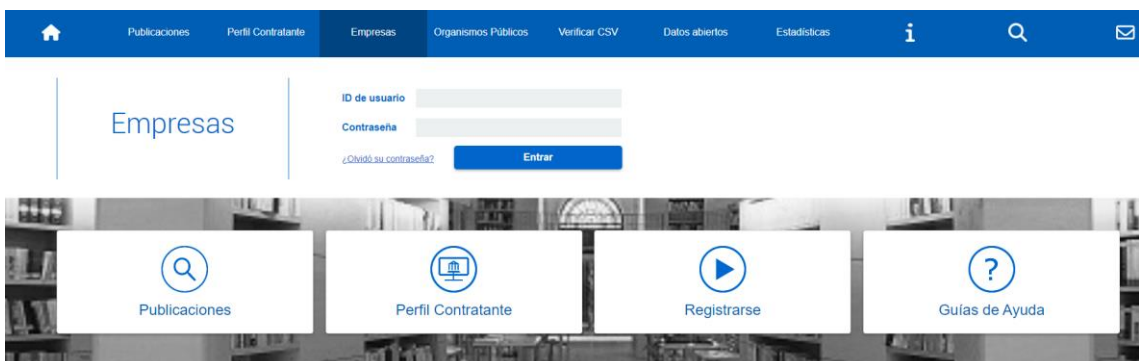 Publicaciones Perfil Contratante Empresas Organismos Públicos Verificar CSV Datos abiertos Estadísticas
Empresas
ID de usuario
Contraseña
¿Olvidó su contraseña? Entrar
Publicaciones Perfil Contratante Registrarse Guías de Ayuda